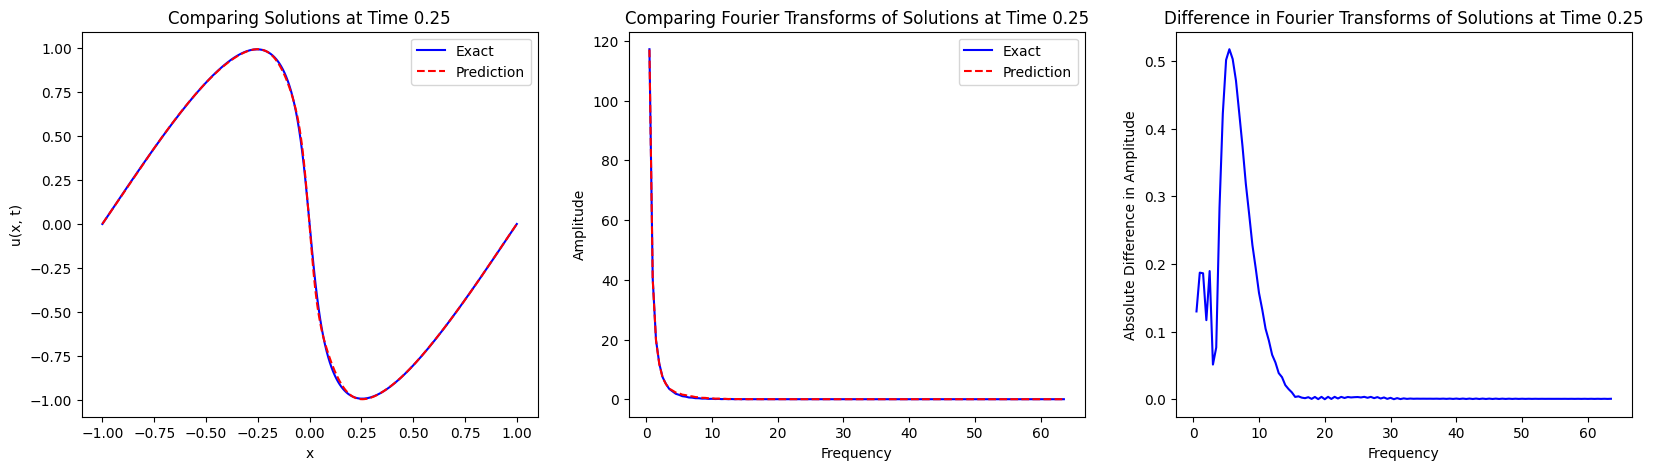 Comparing Solutions at Time 0.25
1.00
0.75
0.50
0.25
0.00
−0.25
−0.50
−0.75
−1.00
u(x, t)
−1.00 −0.75 −0.50 −0.25 0.00 0.25 0.50 0.75 1.00
x
Exact
Prediction
Comparing Fourier Transforms of Solutions at Time 0.25
120
100
80
60
40
20
0
Amplitude
0 10 20 30 40 50 60
Frequency
Exact
Prediction
Difference in Fourier Transforms of Solutions at Time 0.25
0.5
0.4
0.3
0.2
0.1
0.0
Absolute Difference in Amplitude
0 10 20 30 40 50 60
Frequency